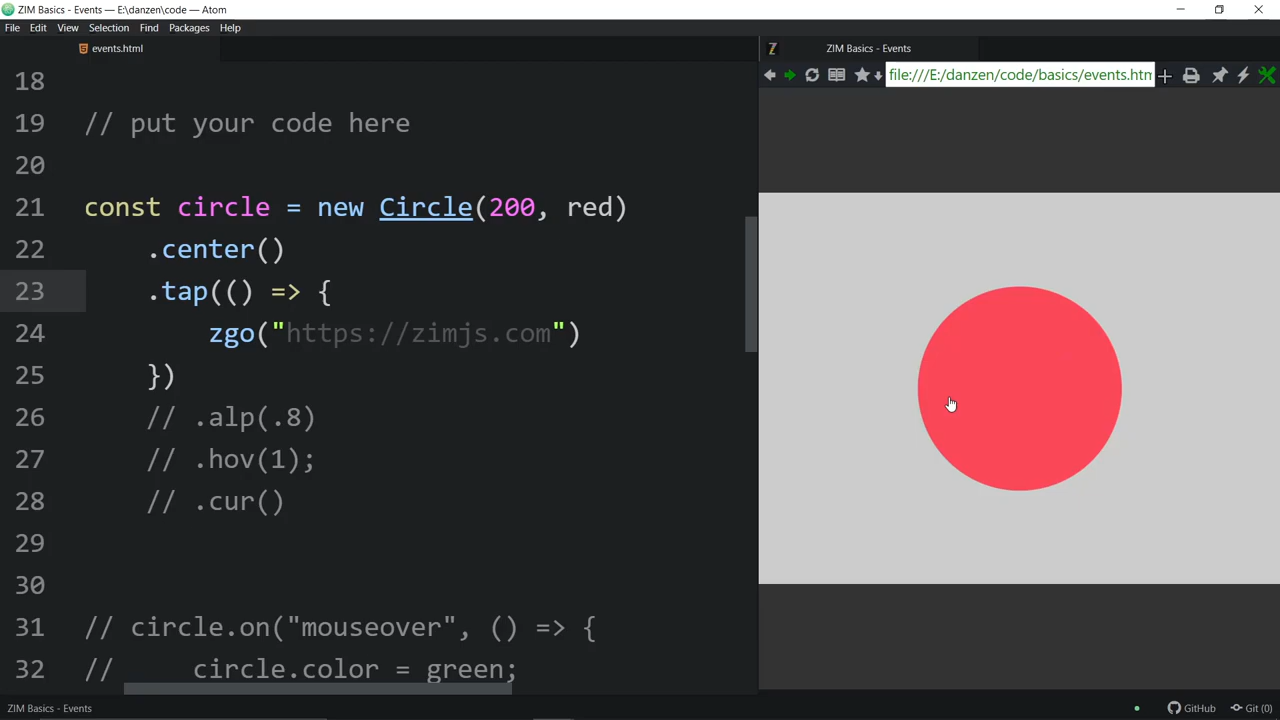 ZIM Basics - Events — E:\danzen\code — Atom
File Edit View Selection Find Packages Help
events.html
ZIM Basics - Events
file:///E:/danzen/code/basics/events.htm
18
19 // put your code here
20
21 const circle = new Circle(200, red)
22 .center()
23 .tap(() => {
24 zgo("https://zimjs.com")
25 })
26 // .alp(.8)
27 // .hov(1);
28 // .cur()
29
30
31 // circle.on("mouseover", () => {
32 // circle.color = green;
ZIM Basics - Events
GitHub Git (0)